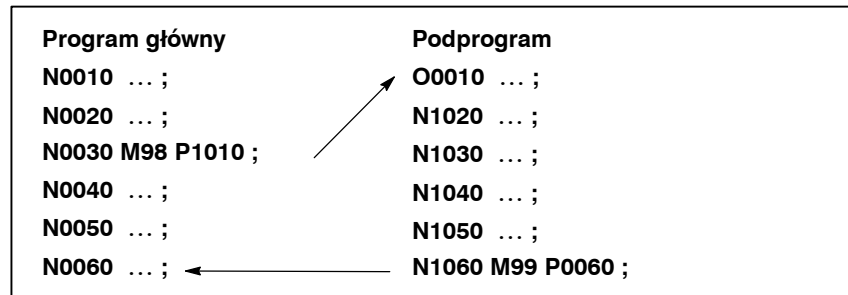 Program główny
N0010 ... ;
N0020 ... ;
N0030 M98 P1010 ;
N0040 ... ;
N0050 ... ;
N0060 ... ;
Podprogram
O0010 ... ;
N1020 ... ;
N1030 ... ;
N1040 ... ;
N1050 ... ;
N1060 M99 P0060 ;